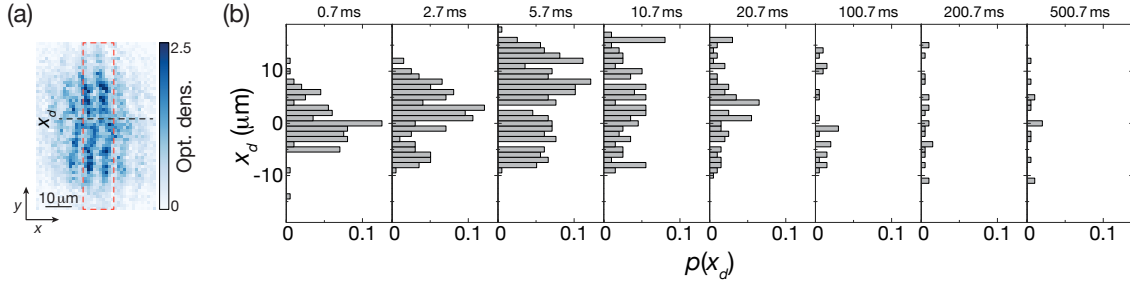 (a)
2.5
Opt. dens.
0
x_d
10 μm
y
x
(b)
0.7 ms 2.7 ms 5.7 ms 10.7 ms 20.7 ms 100.7 ms 200.7 ms 500.7 ms
x_d (μm)
10
0
-10
0 0.1 0 0.1 0 0.1 0 0.1 0 0.1 0 0.1 0 0.1 0 0.1
p(x_d)